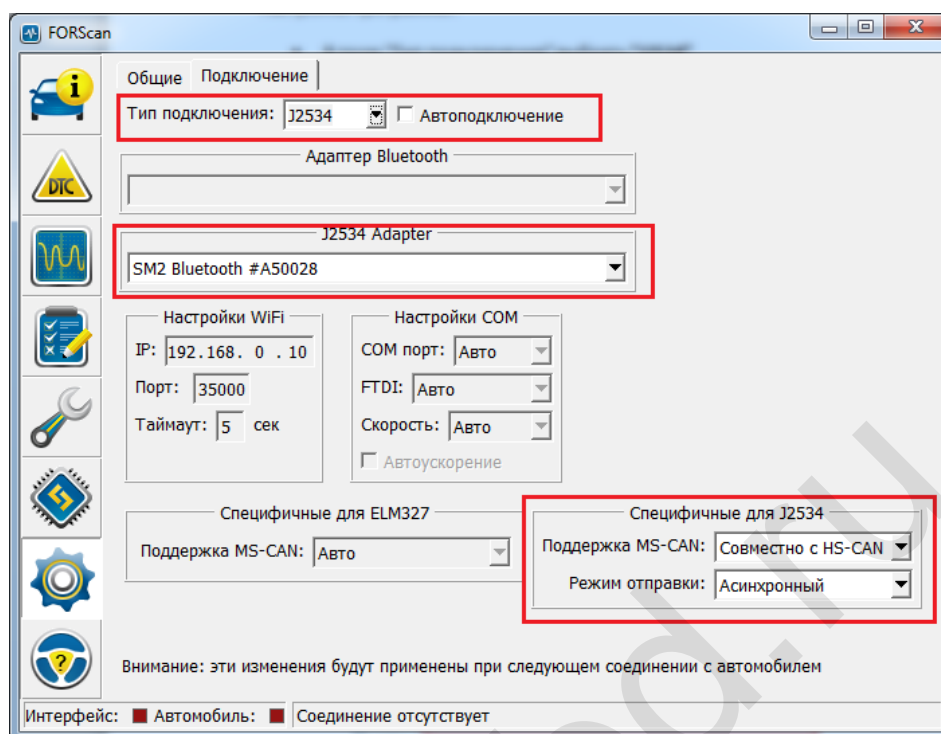 FORScan
Общие Подключение
Тип подключения: J2534 Автоподключение
Адаптер Bluetooth
J2534 Adapter
SM2 Bluetooth #A50028
Настройки WiFi
IP: 192.168. 0 . 10
Порт: 35000
Таймаут: 5 сек
Настройки COM
COM порт: Авто
FTDI: Авто
Скорость: Авто
Автоускорение
Специфичные для ELM327
Поддержка MS-CAN: Авто
Специфичные для J2534
Поддержка MS-CAN: Совместно с HS-CAN
Режим отправки: Асинхронный
Внимание: эти изменения будут применены при следующем соединении с автомобилем
Интерфейс: Автомобиль: Соединение отсутствует
i
DTC
?